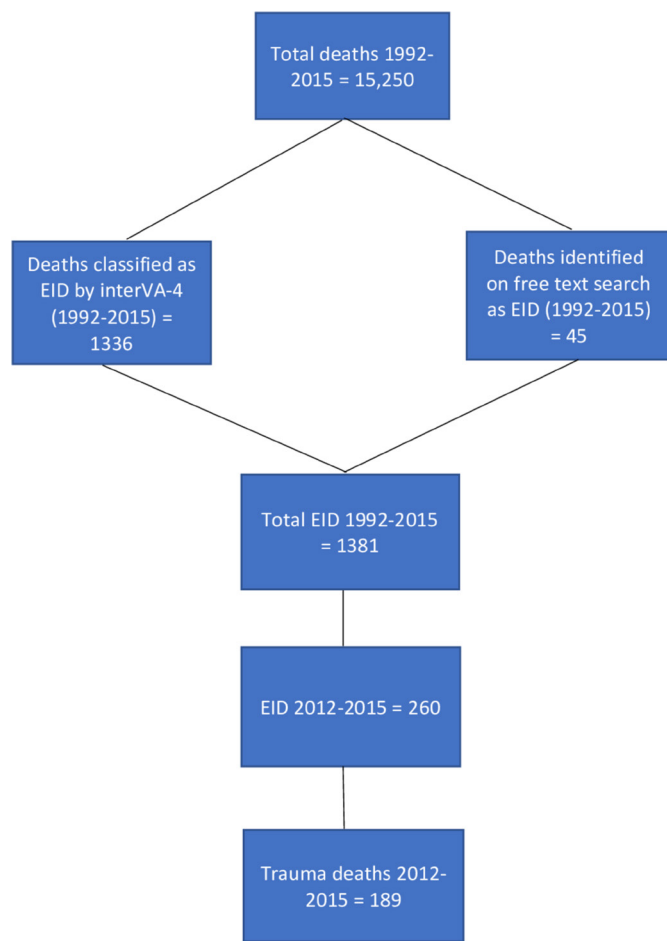 Total deaths 1992-
2015 = 15,250
Deaths classified as
EID by interVA-4
(1992-2015) =
1336
Deaths identified
on free text search
as EID (1992-2015)
= 45
Total EID 1992-2015
= 1381
EID 2012-2015 = 260
Trauma deaths 2012-
2015 = 189